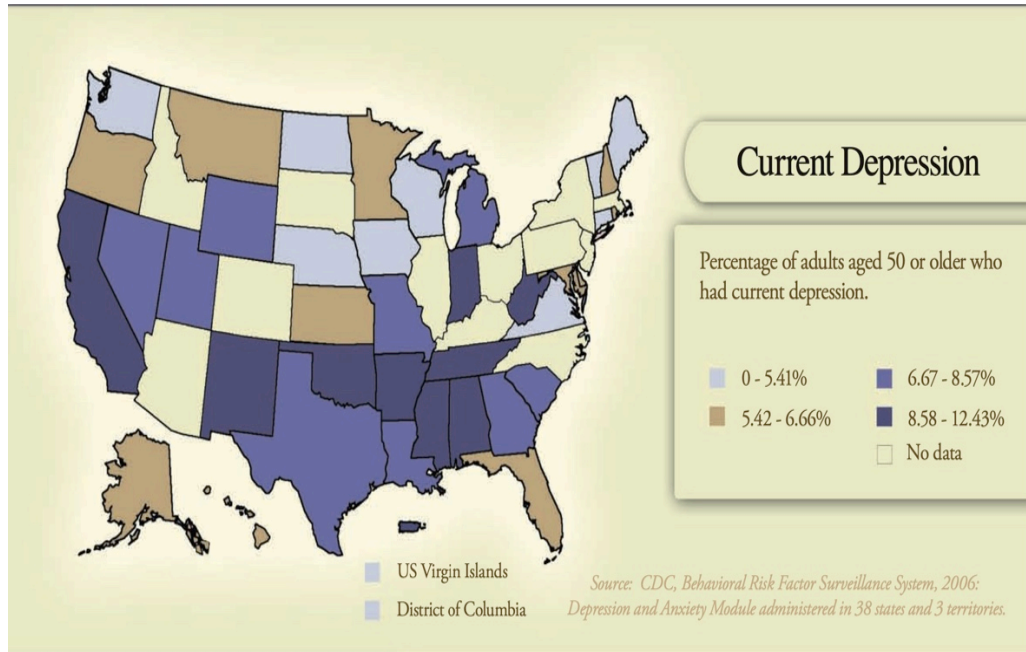 Current Depression
Percentage of adults aged 50 or older who
had current depression.
0 - 5.41%
6.67 - 8.57%
5.42 - 6.66%
8.58 - 12.43%
No data
US Virgin Islands
District of Columbia
Source: CDC, Behavioral Risk Factor Surveillance System, 2006:
Depression and Anxiety Module administered in 38 states and 3 territories.